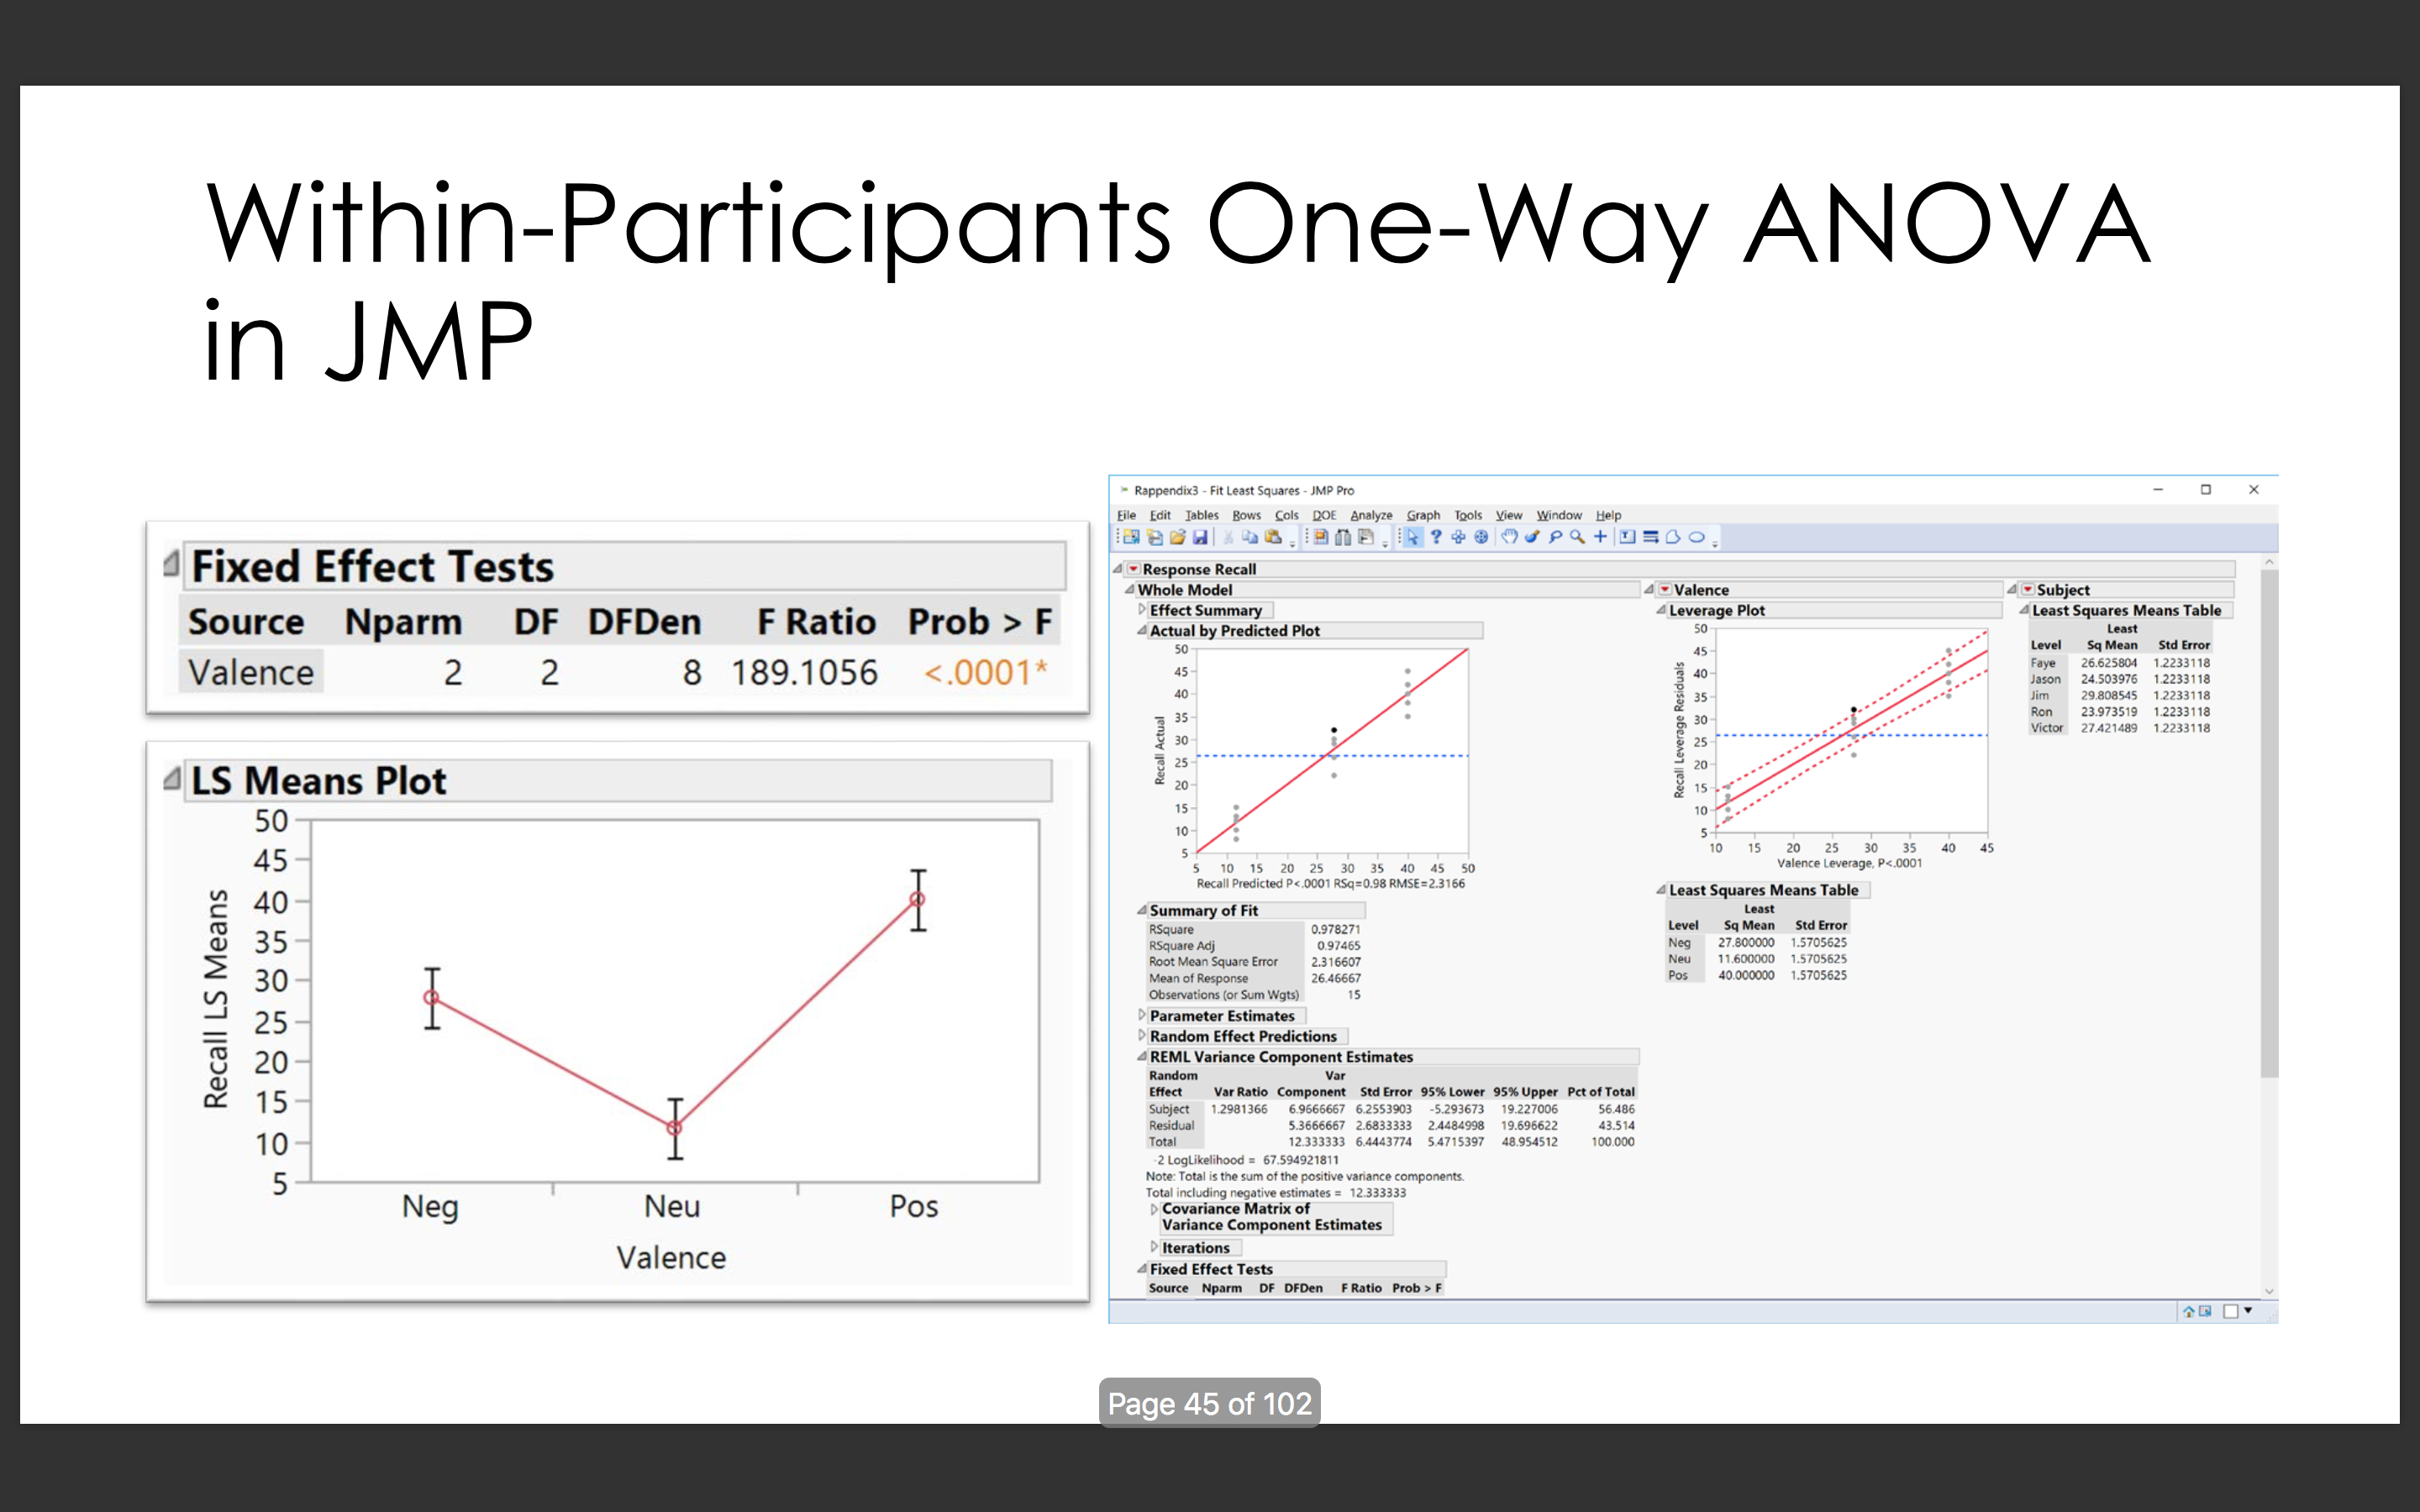 Within-Participants One-Way ANOVA
in JMP
Fixed Effect Tests
Source Nparm DF DFDen F Ratio Prob > F
Valence 2 2 8 189.1056 <.0001*
LS Means Plot
50
45
40
35
30
25
20
15
10
5
Recall LS Means
Neg Neu Pos
Valence
Rappendix3 - Fit Least Squares - JMP Pro
File Edit Tables Rows Cols DOE Analyze Graph Tools View Window Help
Response Recall
Whole Model
Effect Summary
Actual by Predicted Plot
50
45
40
35
30
25
20
15
10
5
Recall Actual
5 10 15 20 25 30 35 40 45 50
Recall Predicted P<.0001 RSq=0.98 RMSE=2.3166
Summary of Fit
RSquare 0.978271
RSquare Adj 0.97465
Root Mean Square Error 2.316607
Mean of Response 26.46667
Observations (or Sum Wgts) 15
Parameter Estimates
Random Effect Predictions
REML Variance Component Estimates
Random Var
Effect Var Ratio Component Std Error 95% Lower 95% Upper Pct of Total
Subject 1.2981366 6.9666667 6.2553903 -5.293673 19.227006 56.486
Residual 5.3666667 2.6833333 2.4484998 19.696622 43.514
Total 12.333333 6.4443774 5.4715397 48.954512 100.000
-2 LogLikelihood = 67.594921811
Note: Total is the sum of the positive variance components.
Total including negative estimates = 12.333333
Covariance Matrix of
Variance Component Estimates
Iterations
Fixed Effect Tests
Source Nparm DF DFDen F Ratio Prob > F
Valence
Leverage Plot
50
45
40
35
30
25
20
15
10
5
Recall Leverage Residuals
10 15 20 25 30 35 40 45
Valence Leverage, P<.0001
Least Squares Means Table
Least
Level Sq Mean Std Error
Neg 27.800000 1.5705625
Neu 11.600000 1.5705625
Pos 40.000000 1.5705625
Subject
Least Squares Means Table
Least
Level Sq Mean Std Error
Faye 26.625804 1.2233118
Jason 24.503976 1.2233118
Jim 29.808545 1.2233118
Ron 23.973519 1.2233118
Victor 27.421489 1.2233118
Page 45 of 102